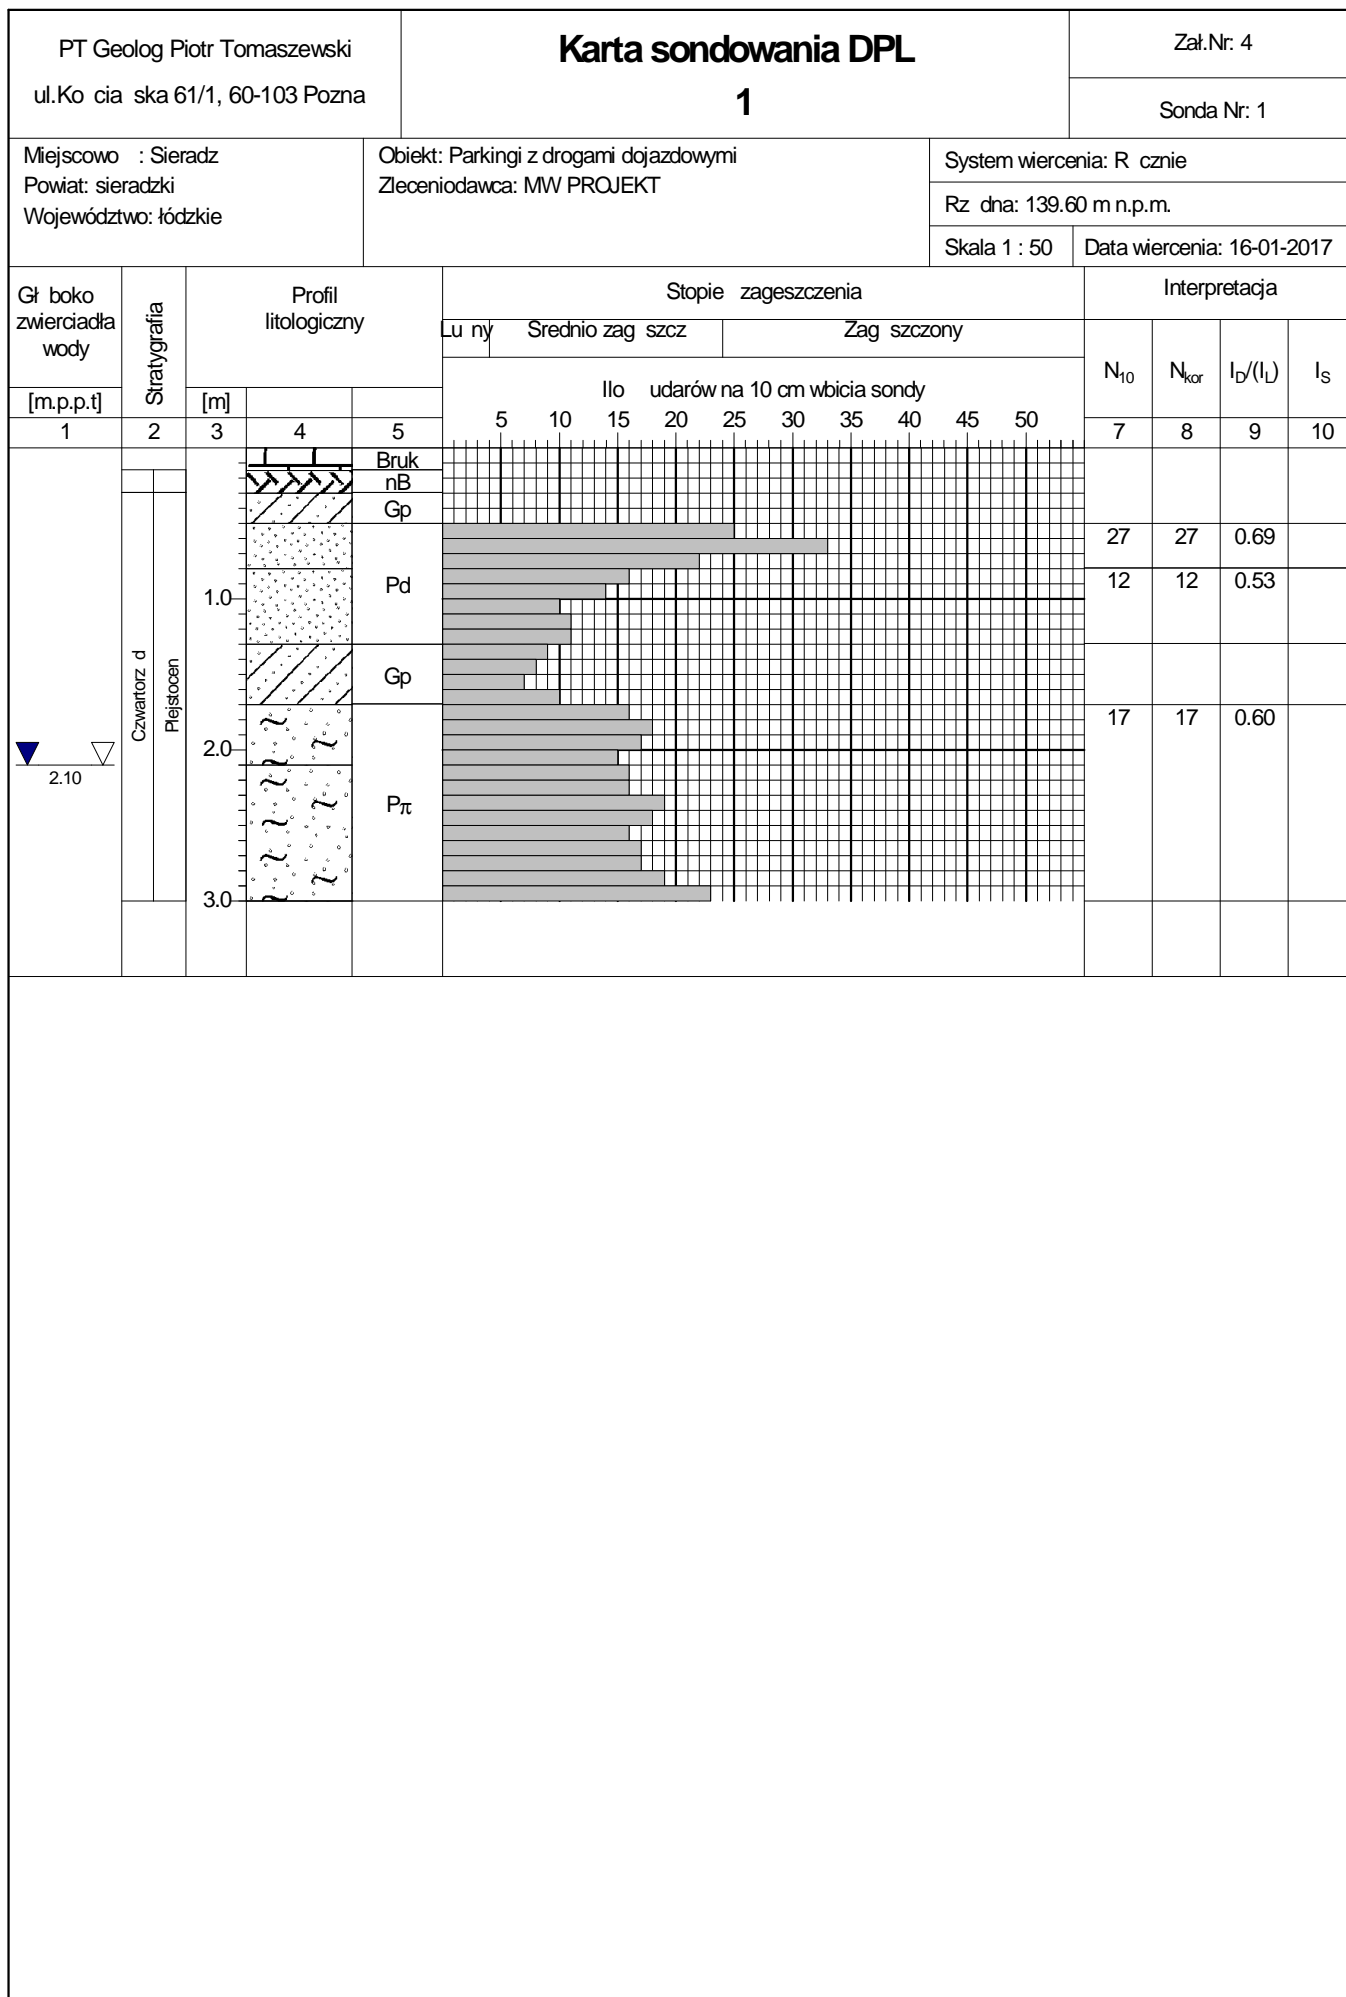 PT Geolog Piotr Tomaszewski
ul.Ko cia ska 61/1, 60-103 Pozna
Karta sondowania DPL
1
Zał.Nr: 4
Sonda Nr: 1
Miejscowo : Sieradz
Powiat: sieradzki
Województwo: łódzkie
Obiekt: Parkingi z drogami dojazdowymi
Zleceniodawca: MW PROJEKT
System wiercenia: R cznie
Rz dna: 139.60 m n.p.m.
Skala 1 : 50
Data wiercenia: 16-01-2017
Gł boko
zwierciadła
wody
[m.p.p.t]
Stratygrafia
Profil
litologiczny
[m]
Stopie zageszczenia
Lu ny
Srednio zag szcz
Zag szczony
Ilo udarów na 10 cm wbicia sondy
5 10 15 20 25 30 35 40 45 50
Interpretacja
N10 Nkor ID/(IL) IS
1 2 3 4 5 7 8 9 10
Bruk
nB
Gp
27 27 0.69
Pd
12 12 0.53
1.0
Gp
Czwartorz d
Plejstocen
17 17 0.60
2.0
2.10
Pπ
3.0